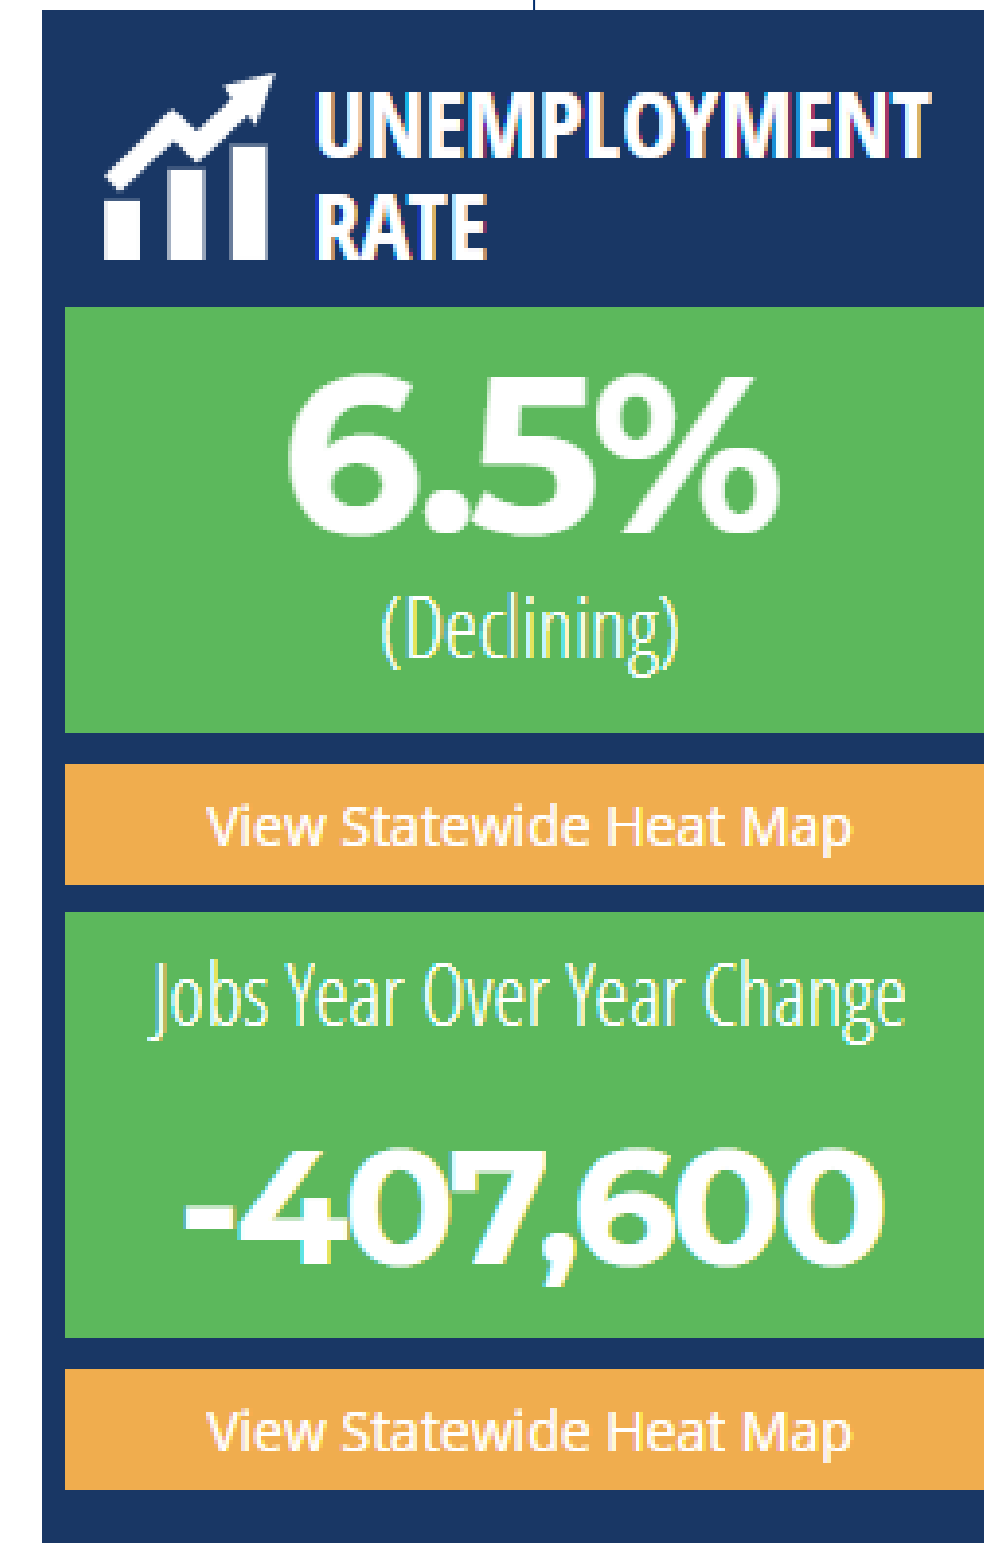 UNEMPLOYMENT
RATE
6.5%
(Declining)
View Statewide Heat Map
Jobs Year Over Year Change
-407,600
View Statewide Heat Map